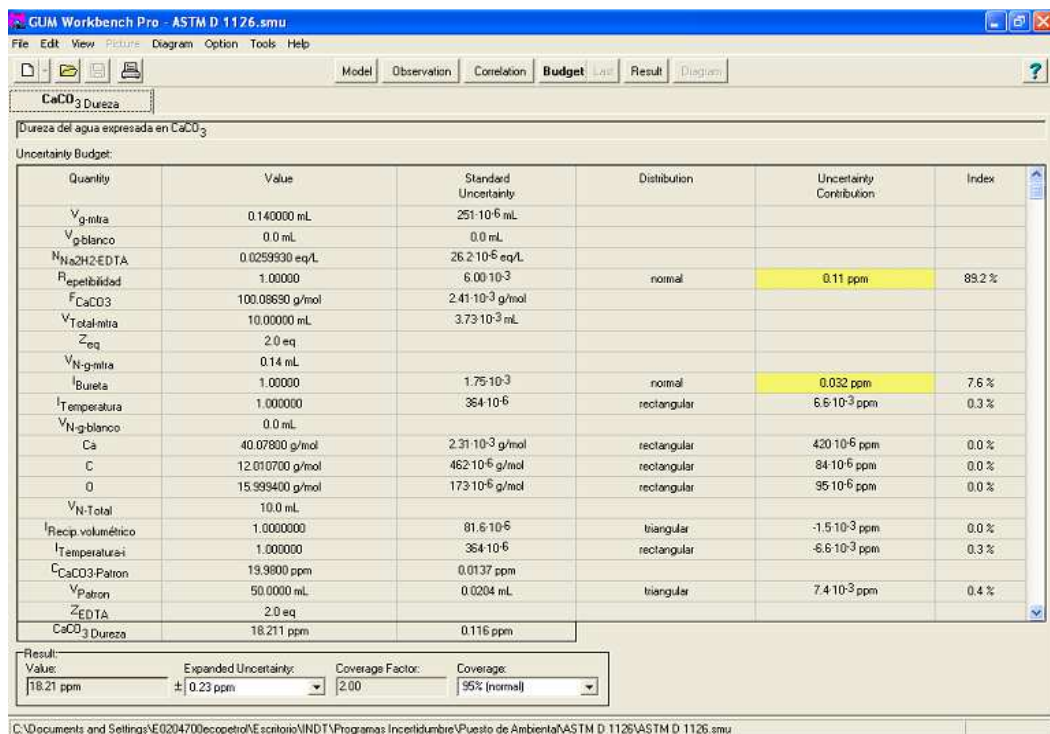 GUM Workbench Pro - ASTM D 1126.smu
File Edit View Picture Diagram Option Tools Help
Model Observation Correlation Budget Last Result Diagram ?
CaCO3 Dureza
Dureza del agua expresada en CaCO3
Uncertainty Budget:
Quantity Value Standard Uncertainty Distribution Uncertainty Contribution Index
Vg-mtra 0.140000 mL 251·10-6 mL
Vg-blanco 0.0 mL 0.0 mL
NNa2H2-EDTA 0.0259930 eq/L 26.2·10-6 eq/L
Repetibilidad 1.00000 6.00·10-3 normal 0.11 ppm 89.2 %
FCaCO3 100.08690 g/mol 2.41·10-3 g/mol
VTotal-mtra 10.00000 mL 3.73·10-3 mL
Zeq 2.0 eq
VN-g-mtra 0.14 mL
IBureta 1.00000 1.75·10-3 normal 0.032 ppm 7.6 %
ITemperatura 1.000000 364·10-6 rectangular 6.6·10-3 ppm 0.3 %
VN-g-blanco 0.0 mL
Ca 40.07800 g/mol 2.31·10-3 g/mol rectangular 420·10-6 ppm 0.0 %
C 12.010700 g/mol 462·10-6 g/mol rectangular 84·10-6 ppm 0.0 %
O 15.999400 g/mol 173·10-6 g/mol rectangular 95·10-6 ppm 0.0 %
VN-Total 10.0 mL
IRecip.volumétrico 1.0000000 81.6·10-6 triangular -1.5·10-3 ppm 0.0 %
ITemperatura-i 1.000000 364·10-6 rectangular -6.6·10-3 ppm 0.3 %
CCaCO3-Patron 19.9800 ppm 0.0137 ppm
VPatron 50.0000 mL 0.0204 mL triangular 7.4·10-3 ppm 0.4 %
ZEDTA 2.0 eq
CaCO3 Dureza 18.211 ppm 0.116 ppm
Result:
Value: Expanded Uncertainty: Coverage Factor: Coverage:
18.21 ppm ± 0.23 ppm 2.00 95% (normal)
C:\Documents and Settings\E0204700ecopetrol\Escritorio\INDT\Programas Incertidumbre\Puesto de Ambiental\ASTM D 1126\ASTM D 1126.smu